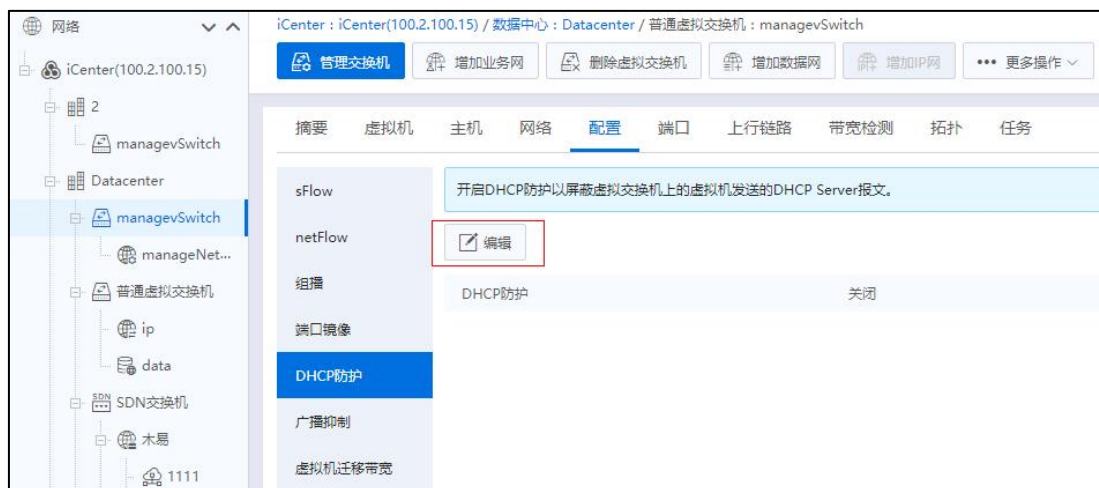 网络
iCenter(100.2.100.15)
2
managevSwitch
Datacenter
managevSwitch
manageNet...
普通虚拟交换机
ip
data
SDN交换机
木易
1111
iCenter : iCenter(100.2.100.15) / 数据中心 : Datacenter / 普通虚拟交换机 : managevSwitch
管理交换机 增加业务网 删除虚拟交换机 增加数据网 增加IP网 ••• 更多操作
摘要 虚拟机 主机 网络 配置 端口 上行链路 带宽检测 拓扑 任务
sFlow
netFlow
组播
端口镜像
DHCP防护
广播抑制
虚拟机迁移带宽
开启DHCP防护以屏蔽虚拟交换机上的虚拟机发送的DHCP Server报文。
编辑
DHCP防护 关闭